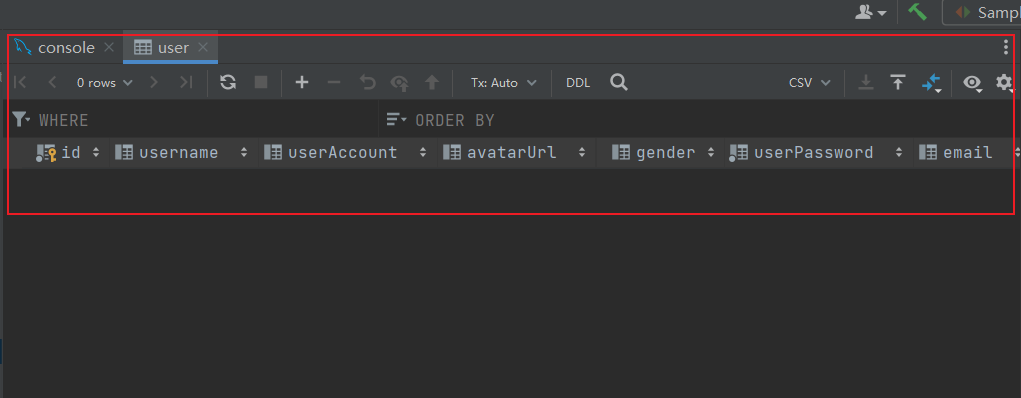 Sampl
console user
0 rows Tx: Auto DDL CSV
WHERE ORDER BY
id username userAccount avatarUrl gender userPassword email